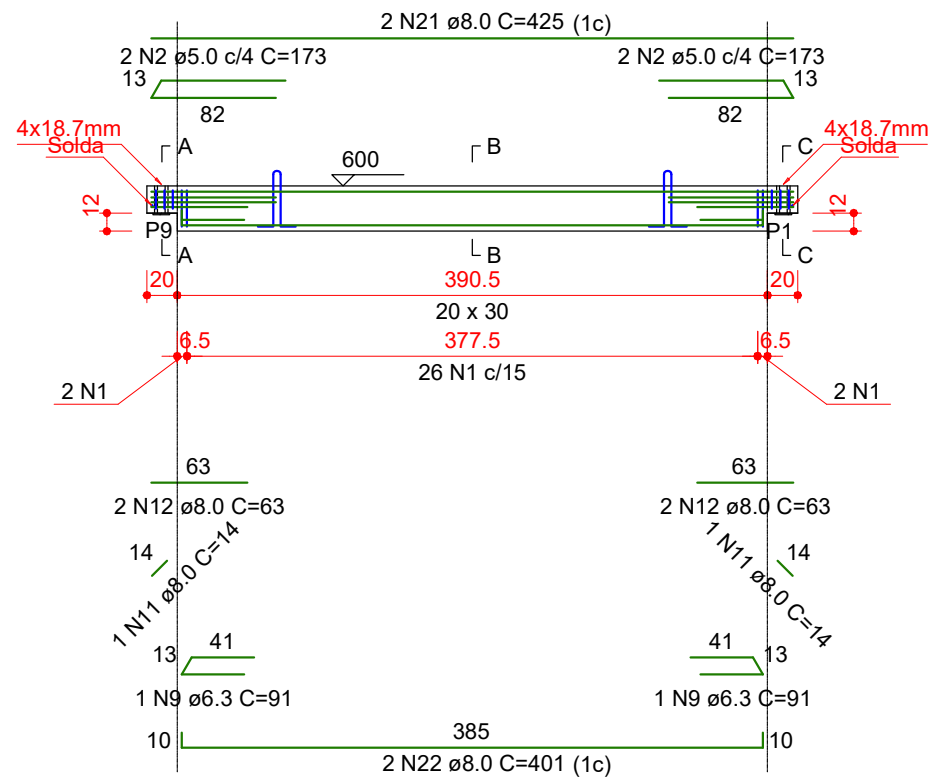 2 N21 ø8.0 C=425 (1c)
2 N2 ø5.0 c/4 C=173
2 N2 ø5.0 c/4 C=173
13
13
82
82
4x18.7mm
Solda
A
B
C
4x18.7mm
Solda
600
12
12
P9
P1
A
B
C
20
390.5
20
20 x 30
6.5
377.5
6.5
26 N1 c/15
2 N1
2 N1
63
63
2 N12 ø8.0 C=63
2 N12 ø8.0 C=63
14
1 N11 ø8.0 C=14
1 N11 ø8.0 C=14
14
13
41
41
13
1 N9 ø6.3 C=91
1 N9 ø6.3 C=91
10
385
10
2 N22 ø8.0 C=401 (1c)